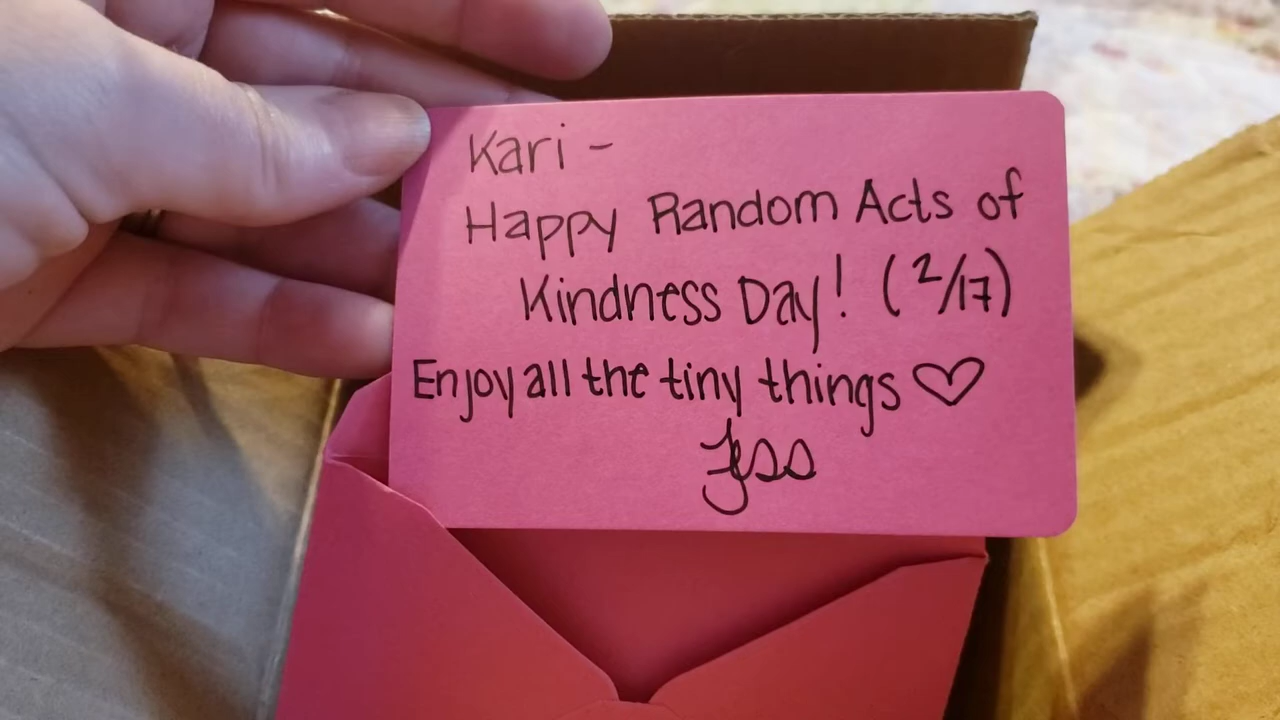 Kari -
Happy Random Acts of
Kindness Day! (2/17)
Enjoy all the tiny things ♡
Jess